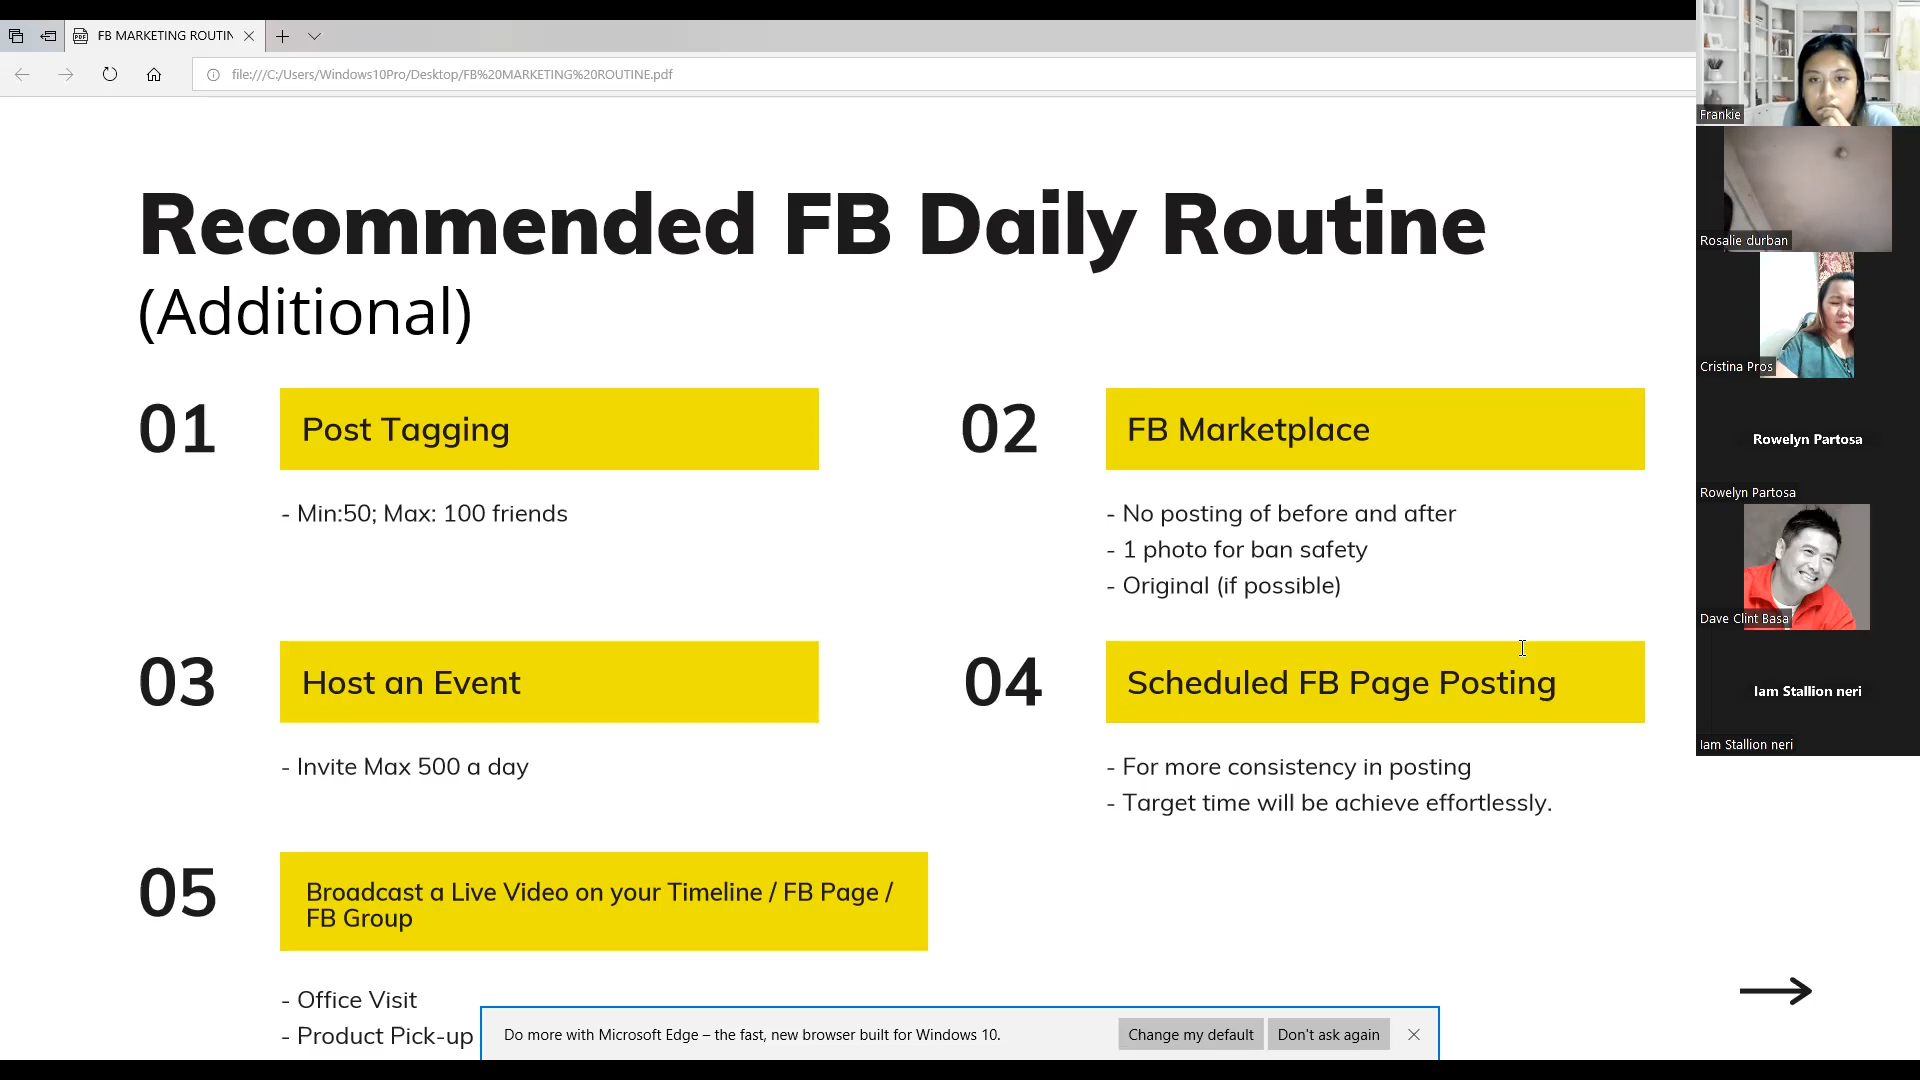 FB MARKETING ROUTIN
file:///C:/Users/Windows10Pro/Desktop/FB%20MARKETING%20ROUTINE.pdf
Recommended FB Daily Routine
(Additional)
01
Post Tagging
- Min:50; Max: 100 friends
02
FB Marketplace
- No posting of before and after
- 1 photo for ban safety
- Original (if possible)
03
Host an Event
- Invite Max 500 a day
04
Scheduled FB Page Posting
- For more consistency in posting
- Target time will be achieve effortlessly.
05
Broadcast a Live Video on your Timeline / FB Page /
FB Group
- Office Visit
- Product Pick-up
Do more with Microsoft Edge – the fast, new browser built for Windows 10.
Change my default
Don't ask again
Frankie
Rosalie durban
Cristina Pros
Rowelyn Partosa
Rowelyn Partosa
Dave Clint Basa
Iam Stallion neri
Iam Stallion neri